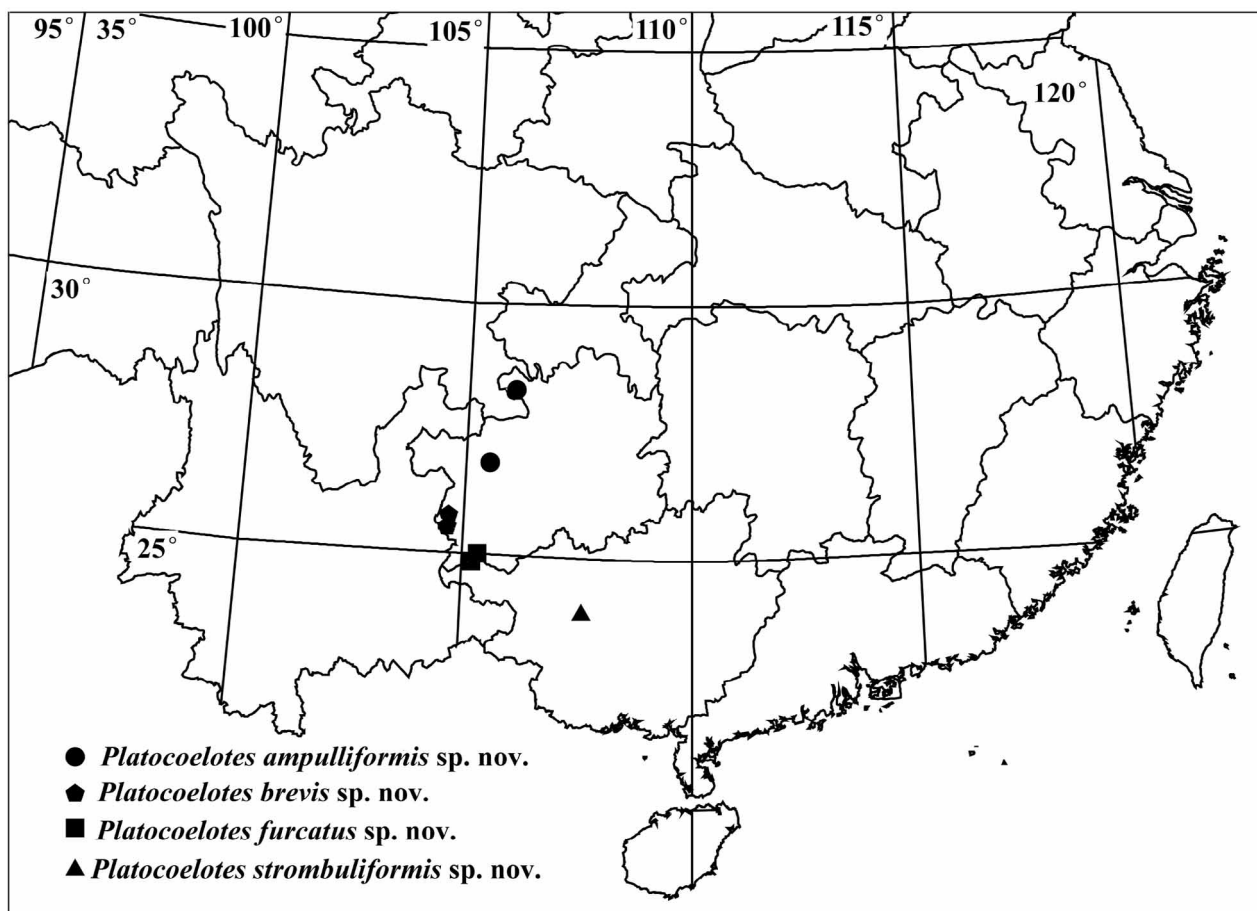 95° 35° 100° 105° 110° 115°
120°
30°
25°
Platocoelotes ampulliformis sp. nov.
Platocoelotes brevis sp. nov.
Platocoelotes furcatus sp. nov.
Platocoelotes strombuliformis sp. nov.